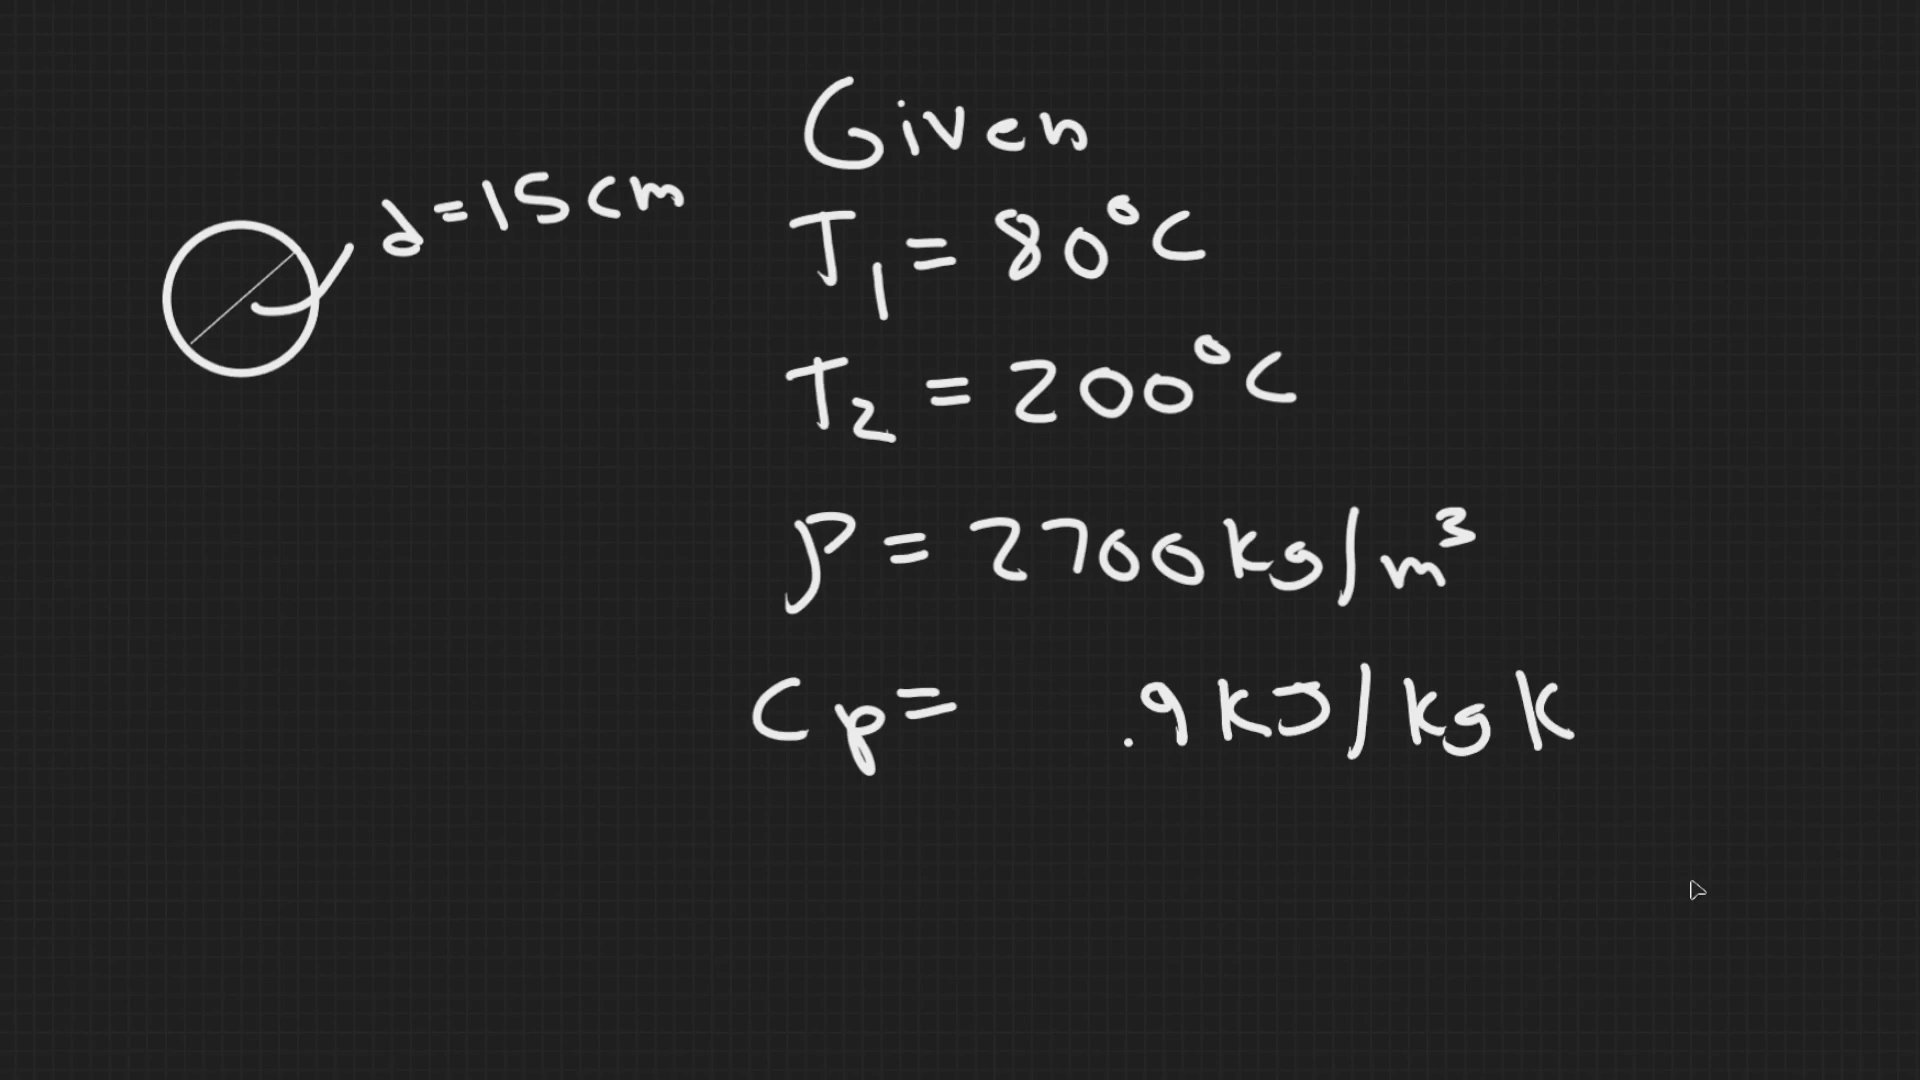 d=15cm
Given
T₁=80°C
T₂=200°C
ρ=2700kg/m³
Cp= .9kJ/kgK